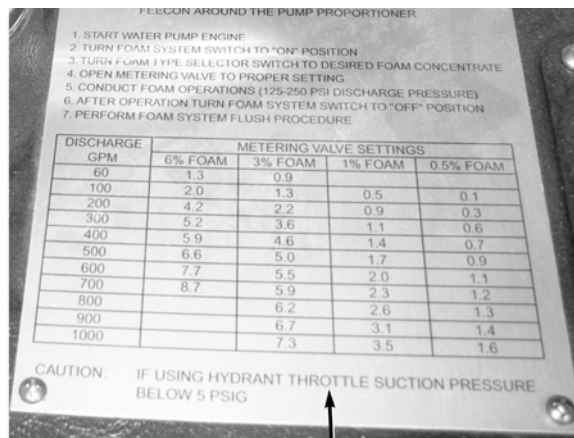 FEECON AROUND THE PUMP PROPORTIONER
1. START WATER PUMP ENGINE
2. TURN FOAM SYSTEM SWITCH TO "ON" POSITION
3. TURN FOAM TYPE SELECTOR SWITCH TO DESIRED FOAM CONCENTRATE
4. OPEN METERING VALVE TO PROPER SETTING
5. CONDUCT FOAM OPERATIONS (125-250 PSI DISCHARGE PRESSURE)
6. AFTER OPERATION TURN FOAM SYSTEM SWITCH TO "OFF" POSITION
7. PERFORM FOAM SYSTEM FLUSH PROCEDURE
DISCHARGE METERING VALVE SETTINGS
GPM 6% FOAM 3% FOAM 1% FOAM 0.5% FOAM
60 1.3 0.9
100 2.0 1.3 0.5 0.1
200 4.2 2.2 0.9 0.3
300 5.2 3.6 1.1 0.6
400 5.9 4.6 1.4 0.7
500 6.6 5.0 1.7 0.9
600 7.7 5.5 2.0 1.1
700 8.7 5.9 2.3 1.2
800 6.2 2.6 1.3
900 6.7 3.1 1.4
1000 7.3 3.5 1.6
CAUTION: IF USING HYDRANT THROTTLE SUCTION PRESSURE
BELOW 5 PSIG